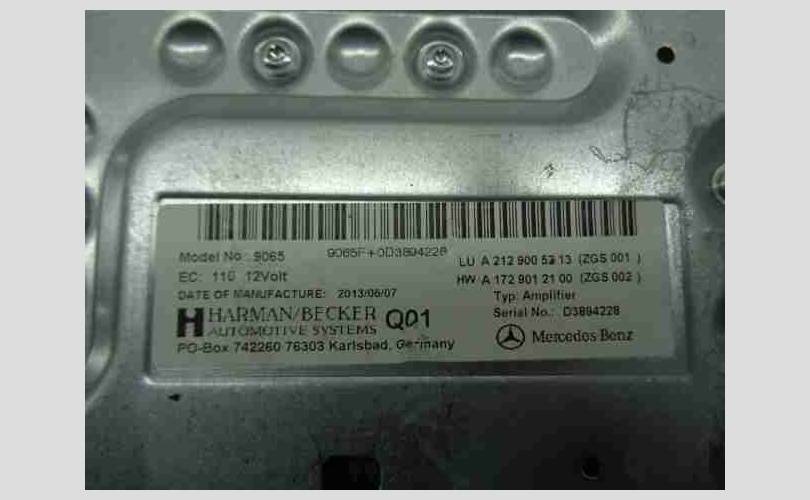 9065F+0D3894228
Model No: 9065
EC: 110 12Volt
DATE OF MANUFACTURE: 2013/06/07
HARMAN/BECKER
AUTOMOTIVE SYSTEMS Q01
PO-Box 742260 76303 Karlsbad, Germany
LU A 212 900 52 13 (ZGS 001 )
HW A 172 901 21 00 (ZGS 002 )
Typ: Amplifier
Serial No.: D3894228
Mercedes Benz